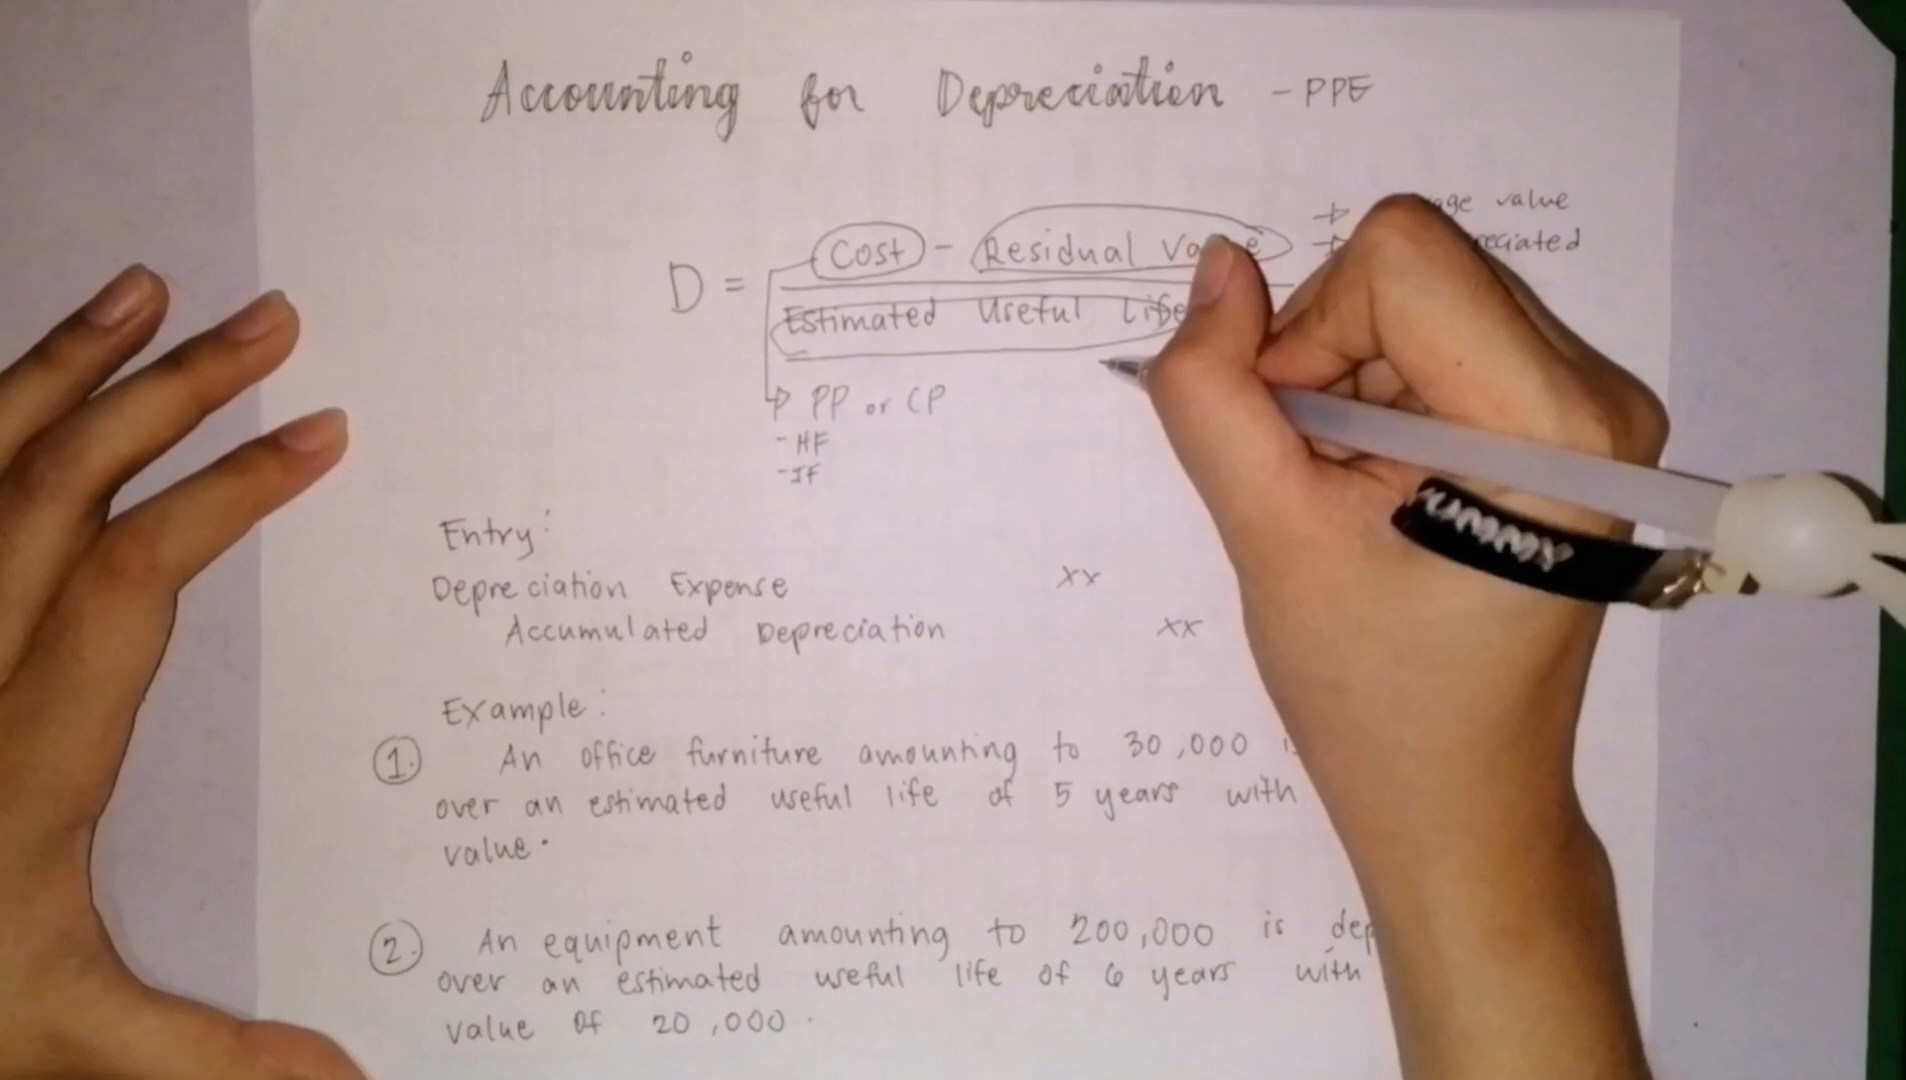 Accounting for Depreciation - PPE
value
D = Cost - Residual Value
Estimated Useful Life
PP or CP
- HF
- IF
Entry:
Depreciation Expense xx
Accumulated Depreciation xx
Example:
1. An office furniture amounting to 30,000
over an estimated useful life of 5 years with
value.
2. An equipment amounting to 200,000 is
over an estimated useful life of 6 years with
value of 20,000.